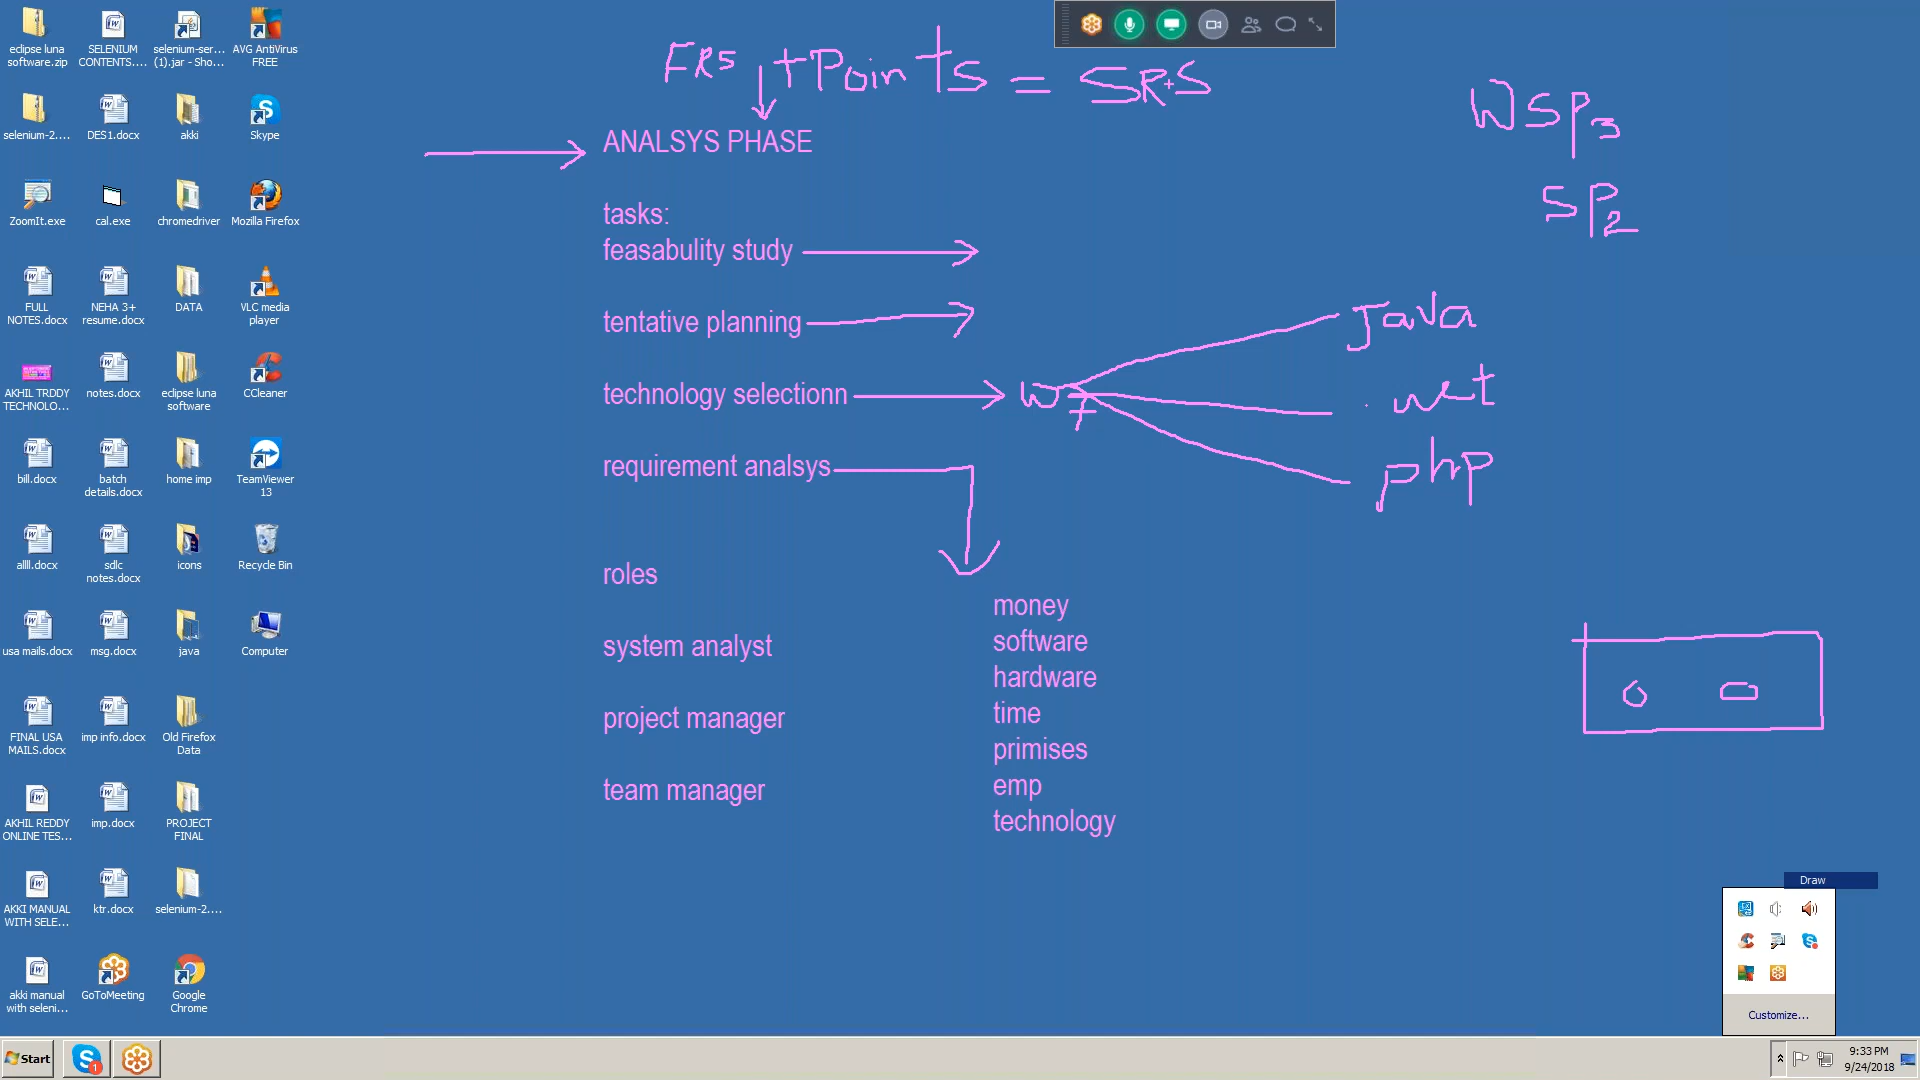 FRS + Points = SRS
ANALSYS PHASE
tasks:
feasabulity study
tentative planning
technology selectionn
requirement analsys
roles
system analyst
project manager
team manager
money
software
hardware
time
primises
emp
technology
W7
Java
.net
php
WSP3
SP2
eclipse luna
software.zip
SELENIUM
CONTENTS....
selenium-ser...
(1).jar - Sho...
AVG AntiVirus
FREE
selenium-2....
DES1.docx
akki
Skype
ZoomIt.exe
cal.exe
chromedriver
Mozilla Firefox
FULL
NOTES.docx
NEHA 3+
resume.docx
DATA
VLC media
player
AKHIL TRDDY
TECHNOLO...
notes.docx
eclipse luna
software
CCleaner
bill.docx
batch
details.docx
home imp
TeamViewer
13
allll.docx
sdlc
notes.docx
icons
Recycle Bin
usa mails.docx
msg.docx
java
Computer
FINAL USA
MAILS.docx
imp info.docx
Old Firefox
Data
AKHIL REDDY
ONLINE TES...
imp.docx
PROJECT
FINAL
AKKI MANUAL
WITH SELE...
ktr.docx
selenium-2....
akki manual
with seleni...
GoToMeeting
Google
Chrome
Draw
Customize...
Start
1
9:33 PM
9/24/2018